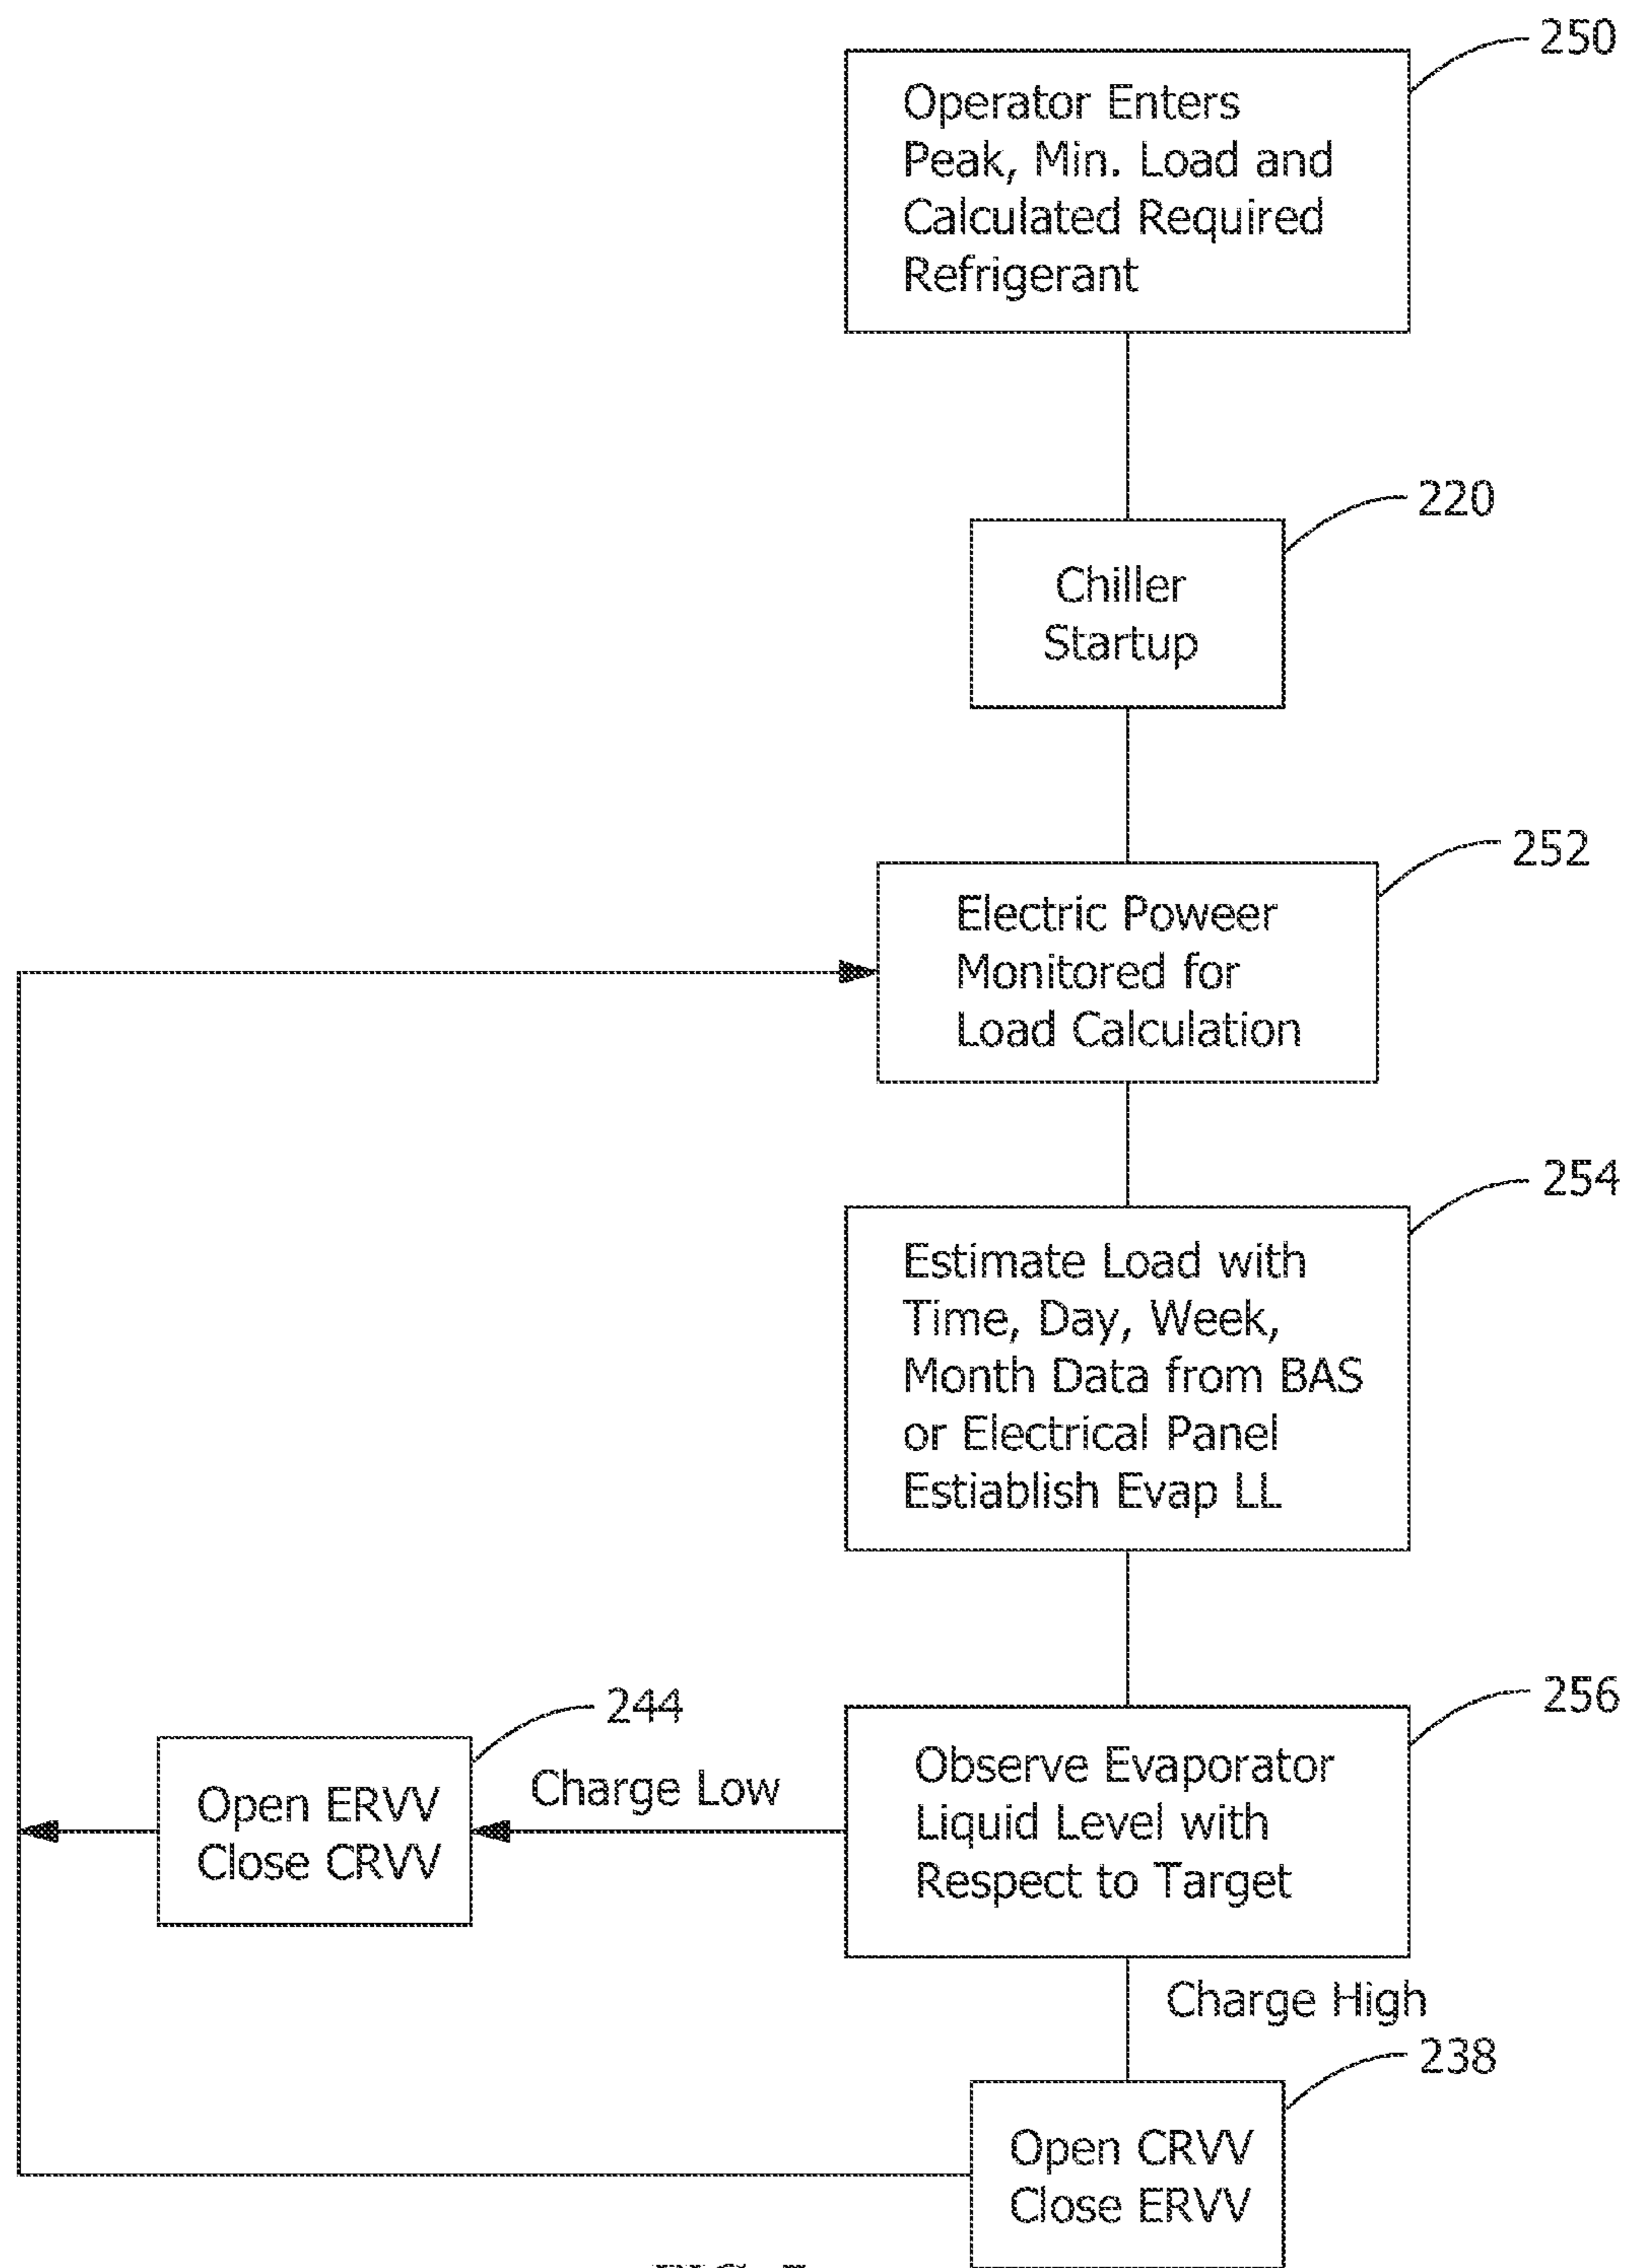 250
Operator Enters
Peak, Min. Load and
Calculated Required
Refrigerant
220
Chiller
Startup
252
Electric Poweer
Monitored for
Load Calculation
254
Estimate Load with
Time, Day, Week,
Month Data from BAS
or Electrical Panel
Estiablish Evap LL
256
Observe Evaporator
Liquid Level with
Respect to Target
244
Open ERVV
Close CRVV
Charge Low
Charge High
238
Open CRVV
Close ERVV